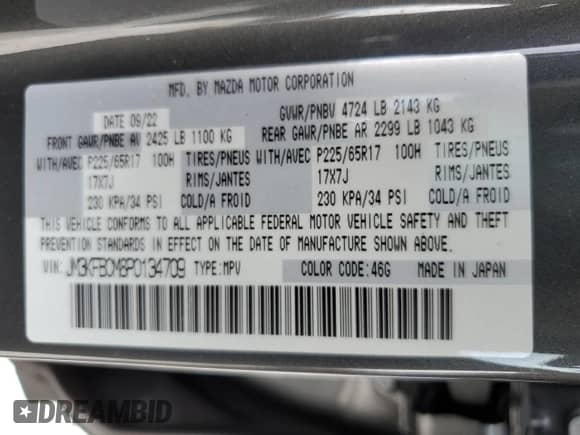 MFD. BY MAZDA MOTOR CORPORATION
DATE 09/22 GVWR/PNBV 4724 LB 2143 KG
FRONT GAWR/PNBE AV 2425 LB 1100 KG REAR GAWR/PNBE AR 2299 LB 1043 KG
WITH/AVEC P225/65R17 100H TIRES/PNEUS WITH/AVEC P225/65R17 100H TIRES/PNEUS
17X7J RIMS/JANTES 17X7J RIMS/JANTES
230 KPA/34 PSI COLD/A FROID 230 KPA/34 PSI COLD/A FROID
THIS VEHICLE CONFORMS TO ALL APPLICABLE FEDERAL MOTOR VEHICLE SAFETY AND THEFT
PREVENTION STANDARDS IN EFFECT ON THE DATE OF MANUFACTURE SHOWN ABOVE.
VIN: JM3KFBCM8P0134709 TYPE:MPV COLOR CODE:46G MADE IN JAPAN
DREAMBID